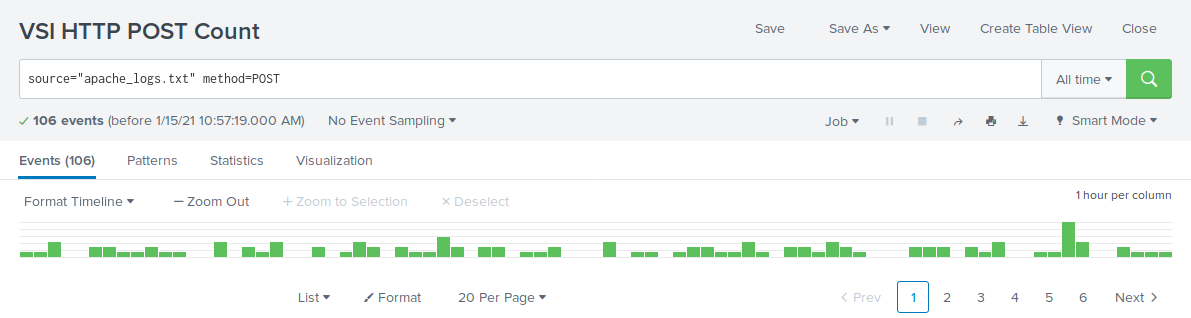 VSI HTTP POST Count
Save Save As View Create Table View Close
source="apache_logs.txt" method=POST
All time
106 events (before 1/15/21 10:57:19.000 AM) No Event Sampling
Job Smart Mode
Events (106) Patterns Statistics Visualization
Format Timeline — Zoom Out + Zoom to Selection × Deselect
1 hour per column
List Format 20 Per Page
Prev 1 2 3 4 5 6 Next